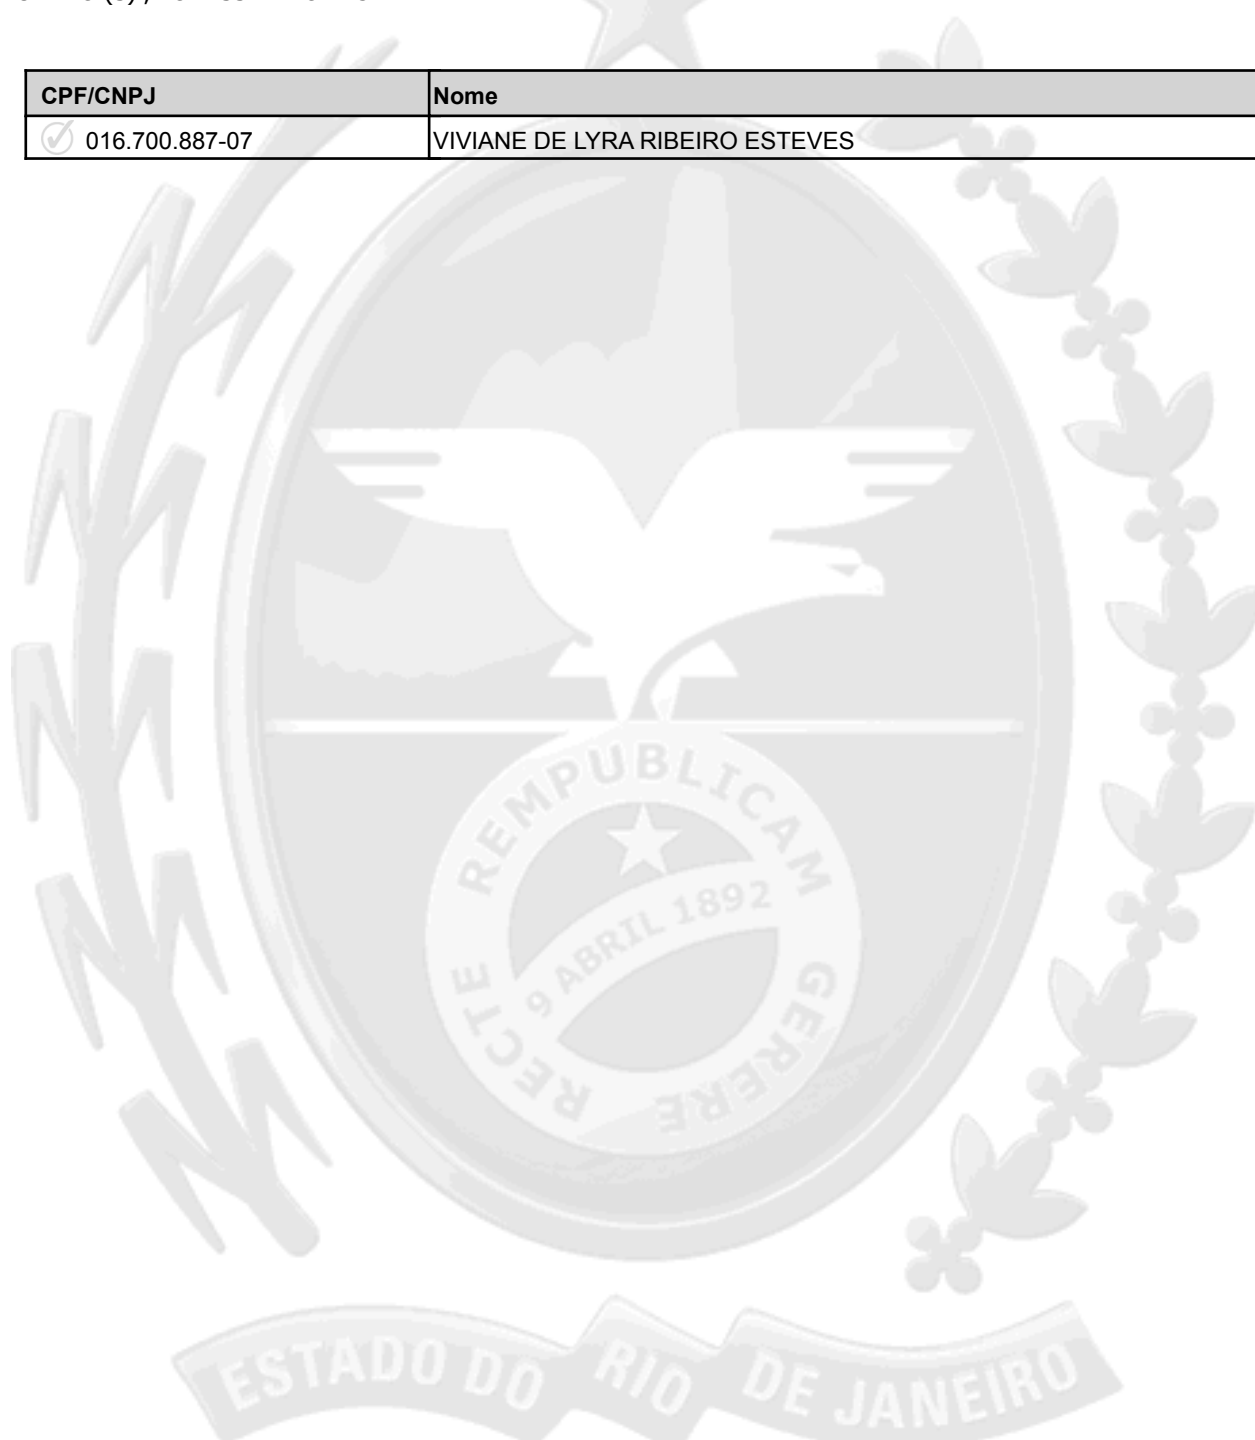 CPF/CNPJ Nome
016.700.887-07 VIVIANE DE LYRA RIBEIRO ESTEVES
REMPUBLICAM
9 ABRIL 1892
RECTE GERERE
ESTADO DO RIO DE JANEIRO